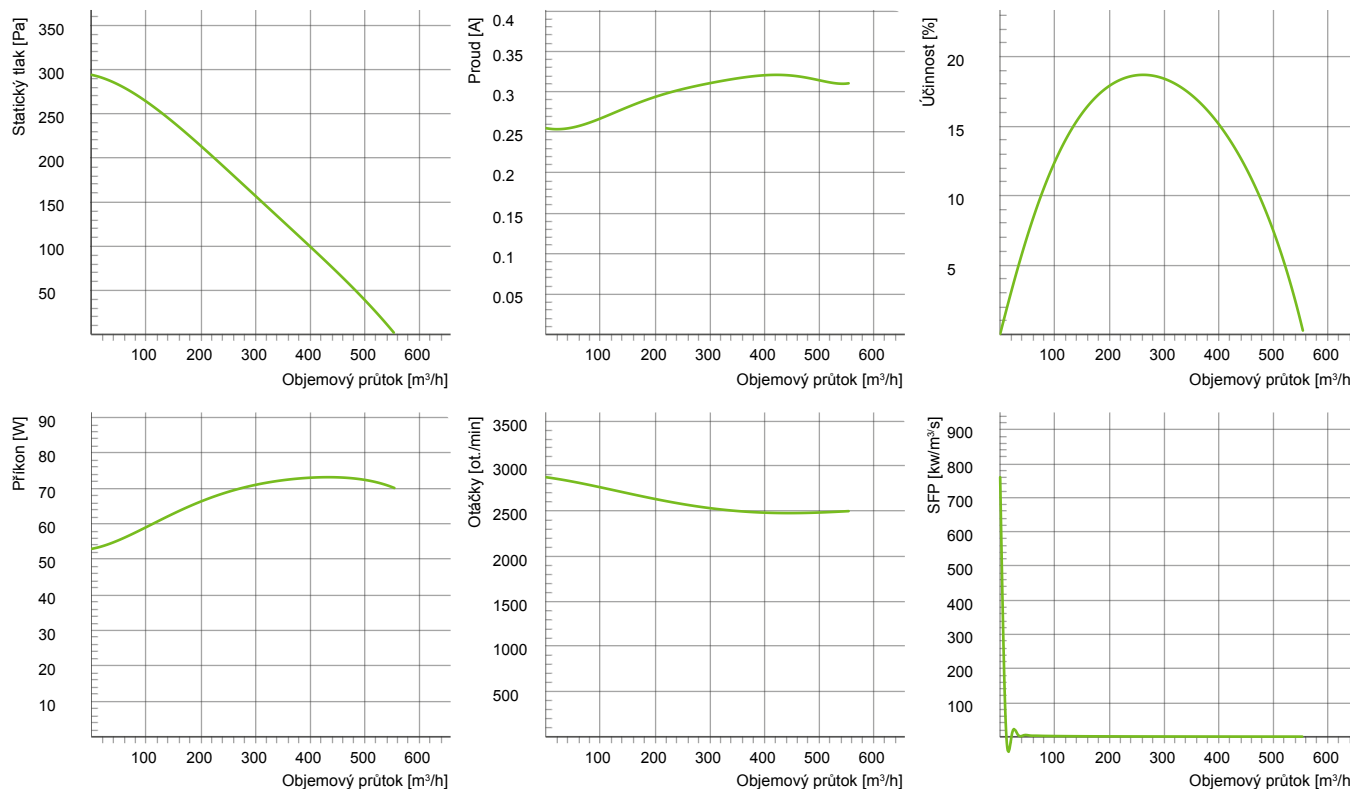 Statický tlak [Pa]
350
300
250
200
150
100
50
100 200 300 400 500 600
Objemový průtok [m³/h]
Proud [A]
0.4
0.35
0.3
0.25
0.2
0.15
0.1
0.05
100 200 300 400 500 600
Objemový průtok [m³/h]
Účinnost [%]
20
15
10
5
100 200 300 400 500 600
Objemový průtok [m³/h]
Příkon [W]
90
80
70
60
50
40
30
20
10
100 200 300 400 500 600
Objemový průtok [m³/h]
Otáčky [ot./min]
3500
3000
2500
2000
1500
1000
500
100 200 300 400 500 600
Objemový průtok [m³/h]
SFP [kw/m³/s]
900
800
700
600
500
400
300
200
100
100 200 300 400 500 600
Objemový průtok [m³/h]